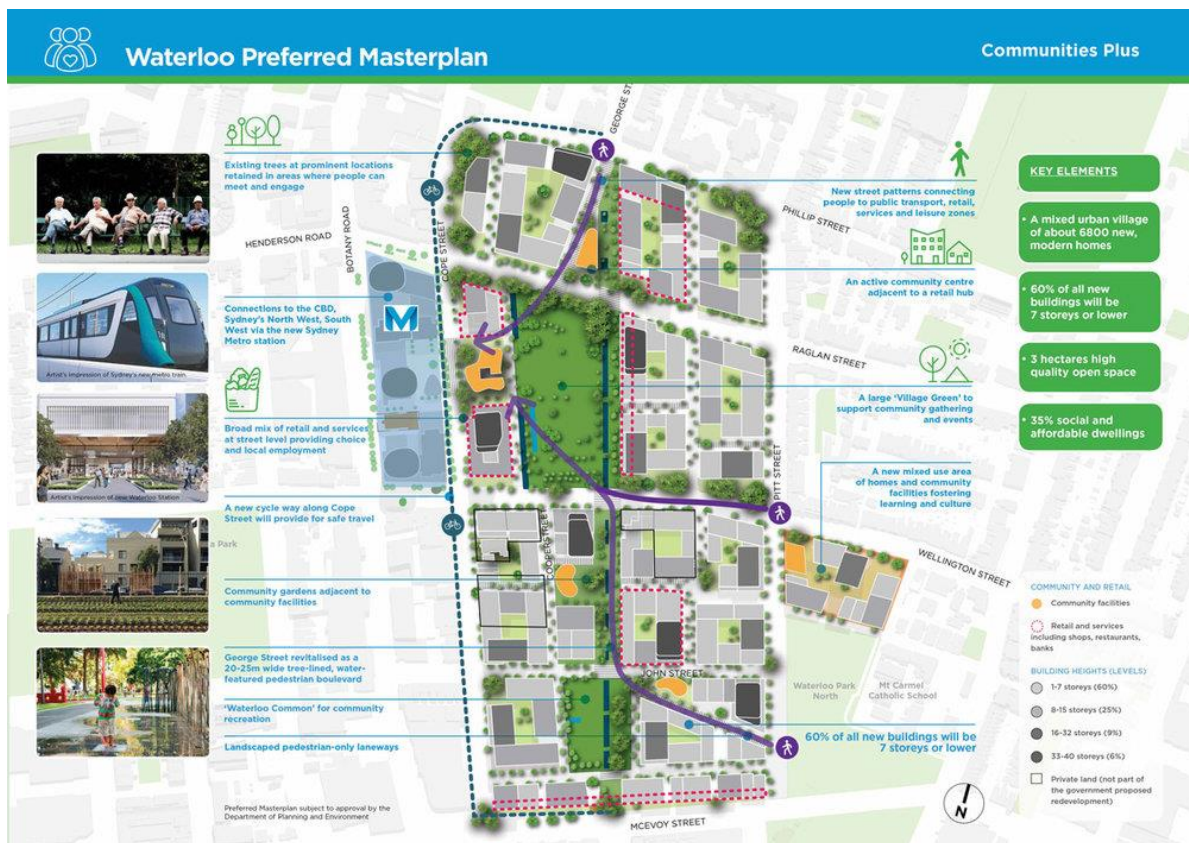 Waterloo Preferred Masterplan
Communities Plus
GEORGE ST
Existing trees at prominent locations
retained in areas where people can
meet and engage
HENDERSON ROAD
BOTANY ROAD
COPE STREET
Connections to the CBD,
Sydney's North West, South
West via the new Sydney
Metro station
M
Artist's impression of Sydney's new metro train.
Broad mix of retail and services
at street level providing choice
and local employment
Artist's impression of new Waterloo Station
A new cycle way along Cope
Street will provide for safe travel
a Park
Community gardens adjacent to
community facilities
George Street revitalised as a
20-25m wide tree-lined, water-
featured pedestrian boulevard
'Waterloo Common' for community
recreation
Landscaped pedestrian-only laneways
Preferred Masterplan subject to approval by the
Department of Planning and Environment
COOPER STREET
JOHN STREET
MCEVOY STREET
New street patterns connecting
people to public transport, retail,
services and leisure zones
PHILLIP STREET
An active community centre
adjacent to a retail hub
RAGLAN STREET
A large 'Village Green' to
support community gathering
and events
PITT STREET
A new mixed use area
of homes and community
facilities fostering
learning and culture
WELLINGTON STREET
Waterloo Park
North
Mt Carmel
Catholic School
60% of all new buildings will be
7 storeys or lower
N
KEY ELEMENTS
• A mixed urban village
of about 6800 new,
modern homes
• 60% of all new
buildings will be
7 storeys or lower
• 3 hectares high
quality open space
• 35% social and
affordable dwellings
COMMUNITY AND RETAIL
Community facilities
Retail and services
including shops, restaurants,
banks
BUILDING HEIGHTS (LEVELS)
1-7 storeys (60%)
8-15 storeys (25%)
16-32 storeys (9%)
33-40 storeys (6%)
Private land (not part of
the government proposed
redevelopment)